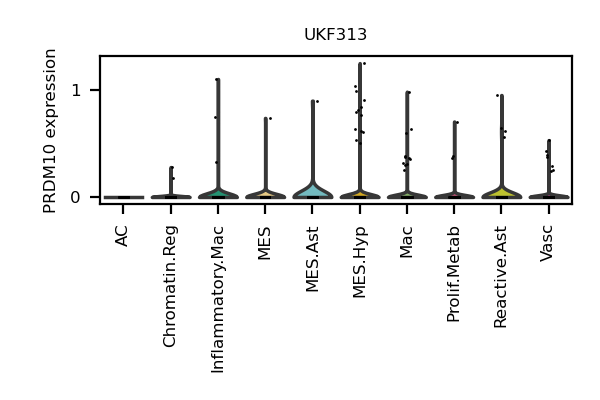 UKF313
PRDM10 expression
1
0
AC
Chromatin.Reg
Inflammatory.Mac
MES
MES.Ast
MES.Hyp
Mac
Prolif.Metab
Reactive.Ast
Vasc